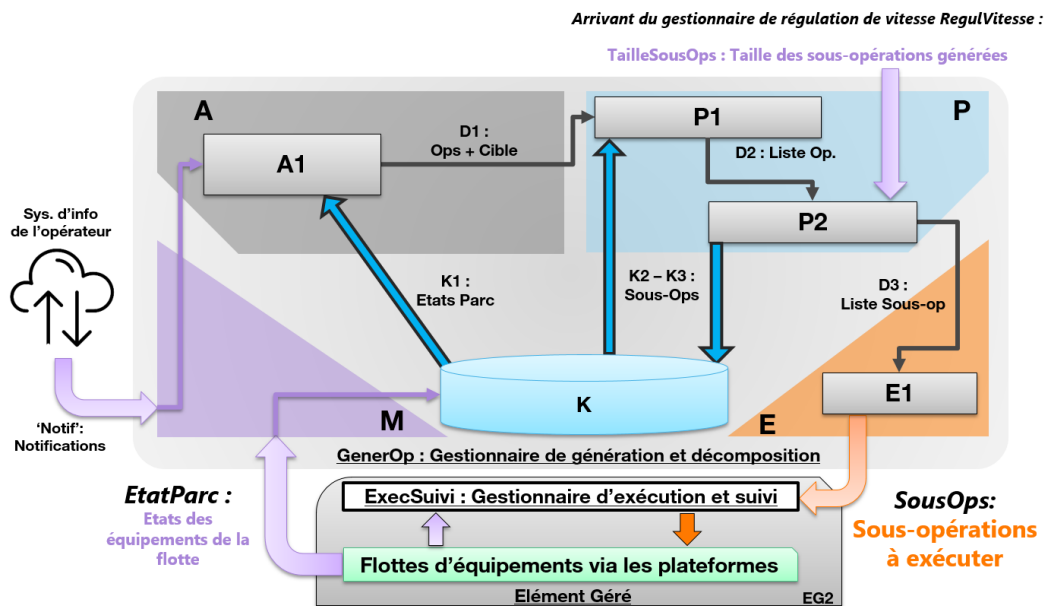 Arrivant du gestionnaire de régulation de vitesse RegulVitesse :
TailleSousOps : Taille des sous-opérations générées
A
P1
P
D1 :
Ops + Cible
A1
D2 : Liste Op.
P2
Sys. d'info
de l'opérateur
K1 :
Etats Parc
K2 – K3 :
Sous-Ops
D3 :
Liste Sous-op
K
E1
M
E
'Notif':
Notifications
GenerOp : Gestionnaire de génération et décomposition
EtatParc :
Etats des
équipements de la
flotte
ExecSuivi : Gestionnaire d'exécution et suivi
SousOps:
Sous-opérations
à exécuter
Flottes d'équipements via les plateformes
Elément Géré
EG2